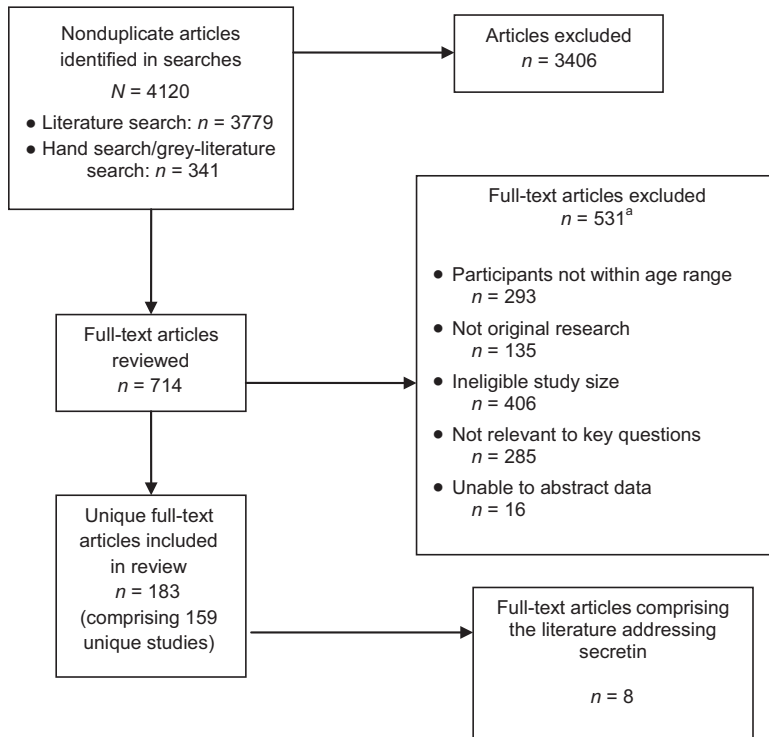 Nonduplicate articles
identified in searches
N = 4120
● Literature search: n = 3779
● Hand search/grey-literature
search: n = 341
Articles excluded
n = 3406
Full-text articles excluded
n = 531ᵃ
● Participants not within age range
n = 293
● Not original research
n = 135
● Ineligible study size
n = 406
● Not relevant to key questions
n = 285
● Unable to abstract data
n = 16
Full-text articles
reviewed
n = 714
Unique full-text
articles included
in review
n = 183
(comprising 159
unique studies)
Full-text articles comprising
the literature addressing
secretin
n = 8